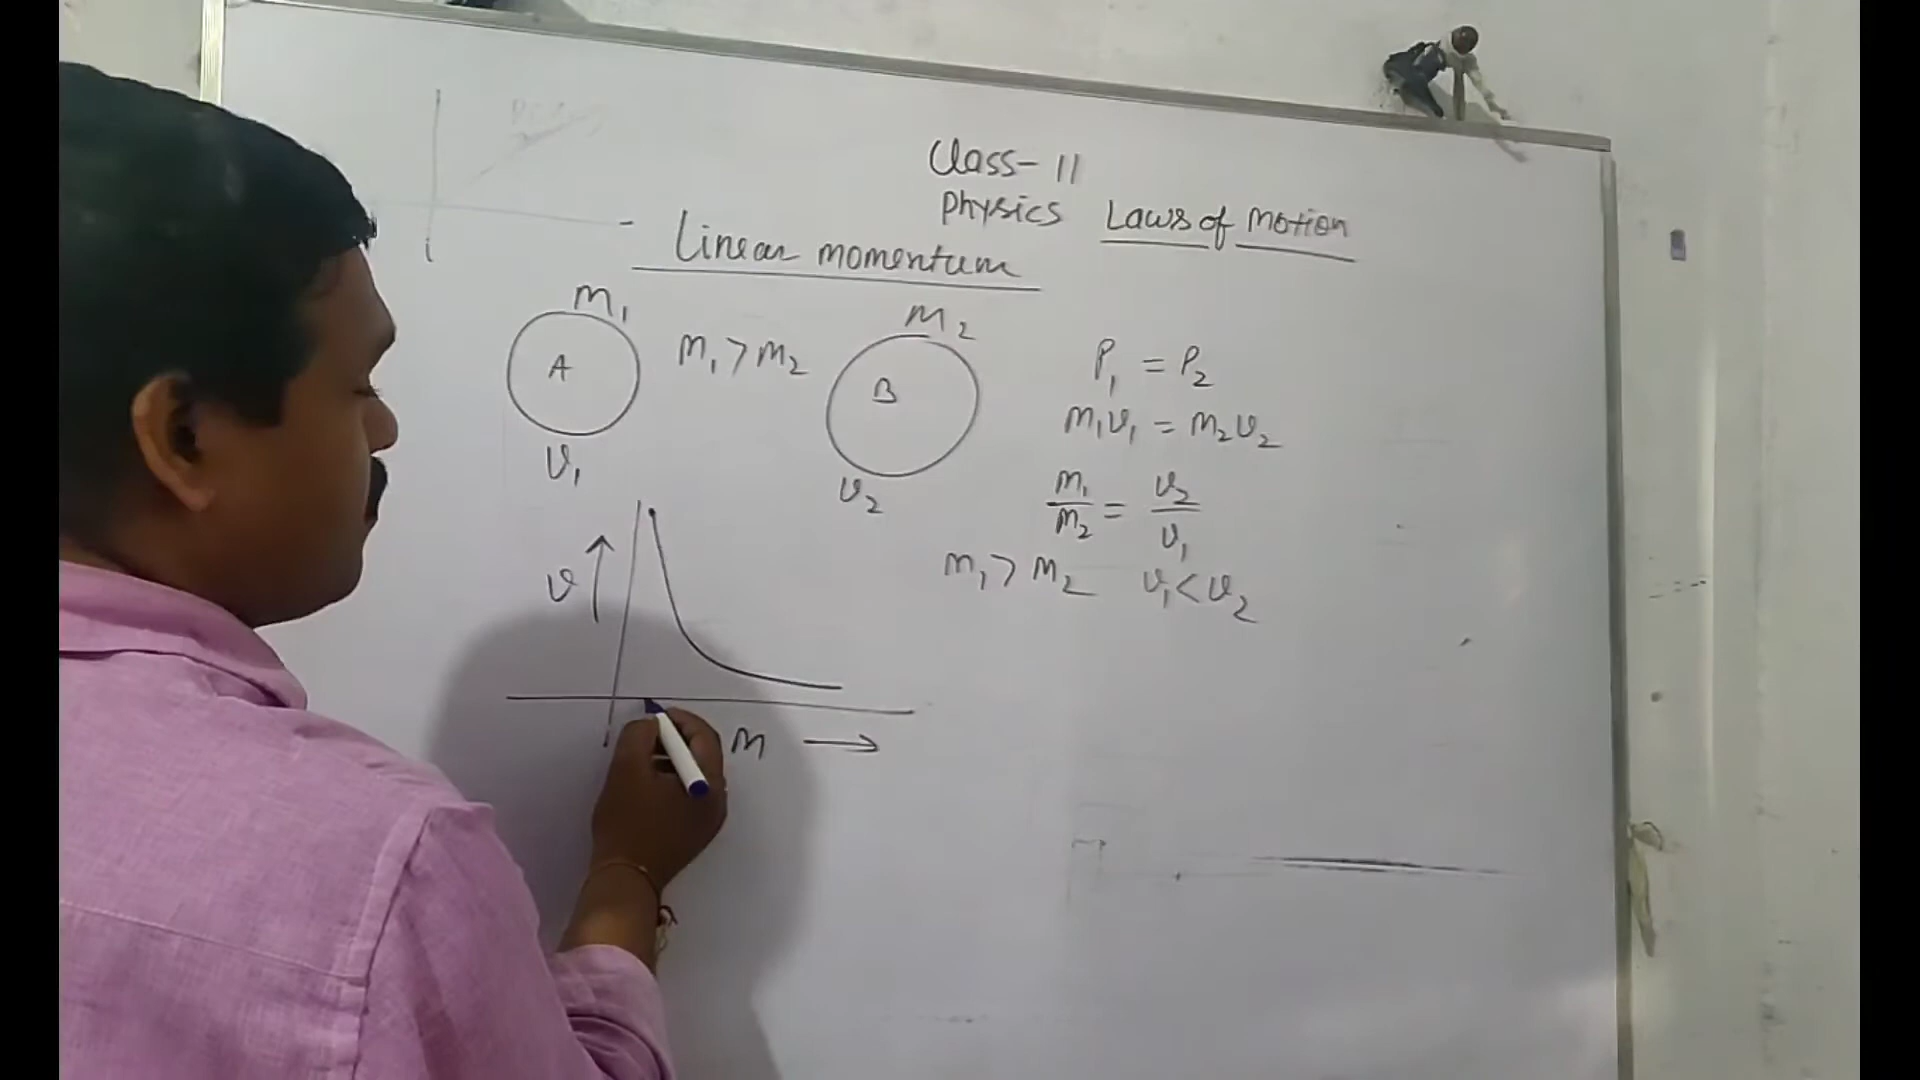 Class-11
Physics Laws of Motion
Linear momentum
m₁
A
v₁
m₁ > m₂
m₂
B
v₂
P₁ = P₂
m₁v₁ = m₂v₂
m₁/m₂ = v₂/v₁
m₁ > m₂ v₁ < v₂
v ↑
m →